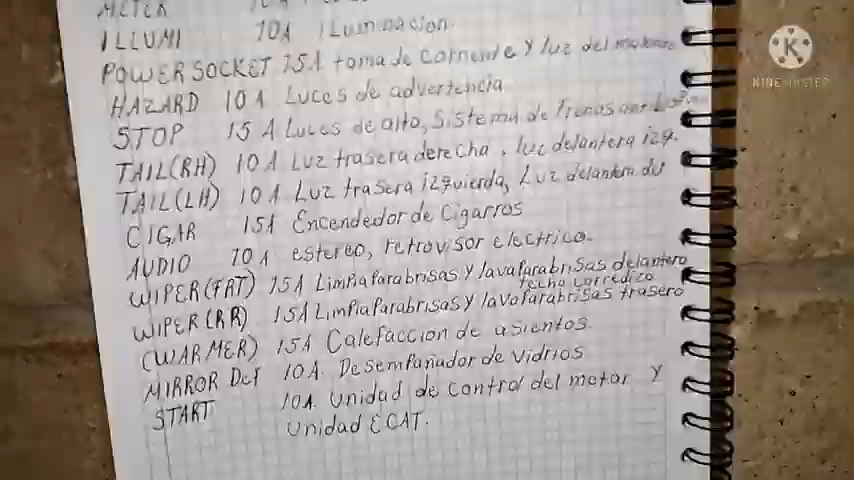 METER 10A
ILLUMI 10A iluminacion
POWER SOCKET 15A toma de corriente y luz del
HAZARD 10A Luces de advertencia
STOP 15A Luces de alto, Sistema de frenos
TAIL(RH) 10A Luz trasera derecha, luz delantera izq.
TAIL(LH) 10A Luz trasera izquierda, Luz delantera der
CIGAR 15A Encendedor de Cigarros
AUDIO 10A estereo, retrovisor electrico.
WIPER(FRT) 15A LimpiaParabrisas y lavaParabrisas delantero
techo corredizo
WIPER(RR) 15A LimpiaParabrisas y lavaParabrisas trasero
(WARMER) 15A Calefaccion de asientos.
MIRROR DEF 10A. Desempañador de Vidrios
START 10A. Unidad de control del motor y
Unidad ECAT.
KINEMASTER